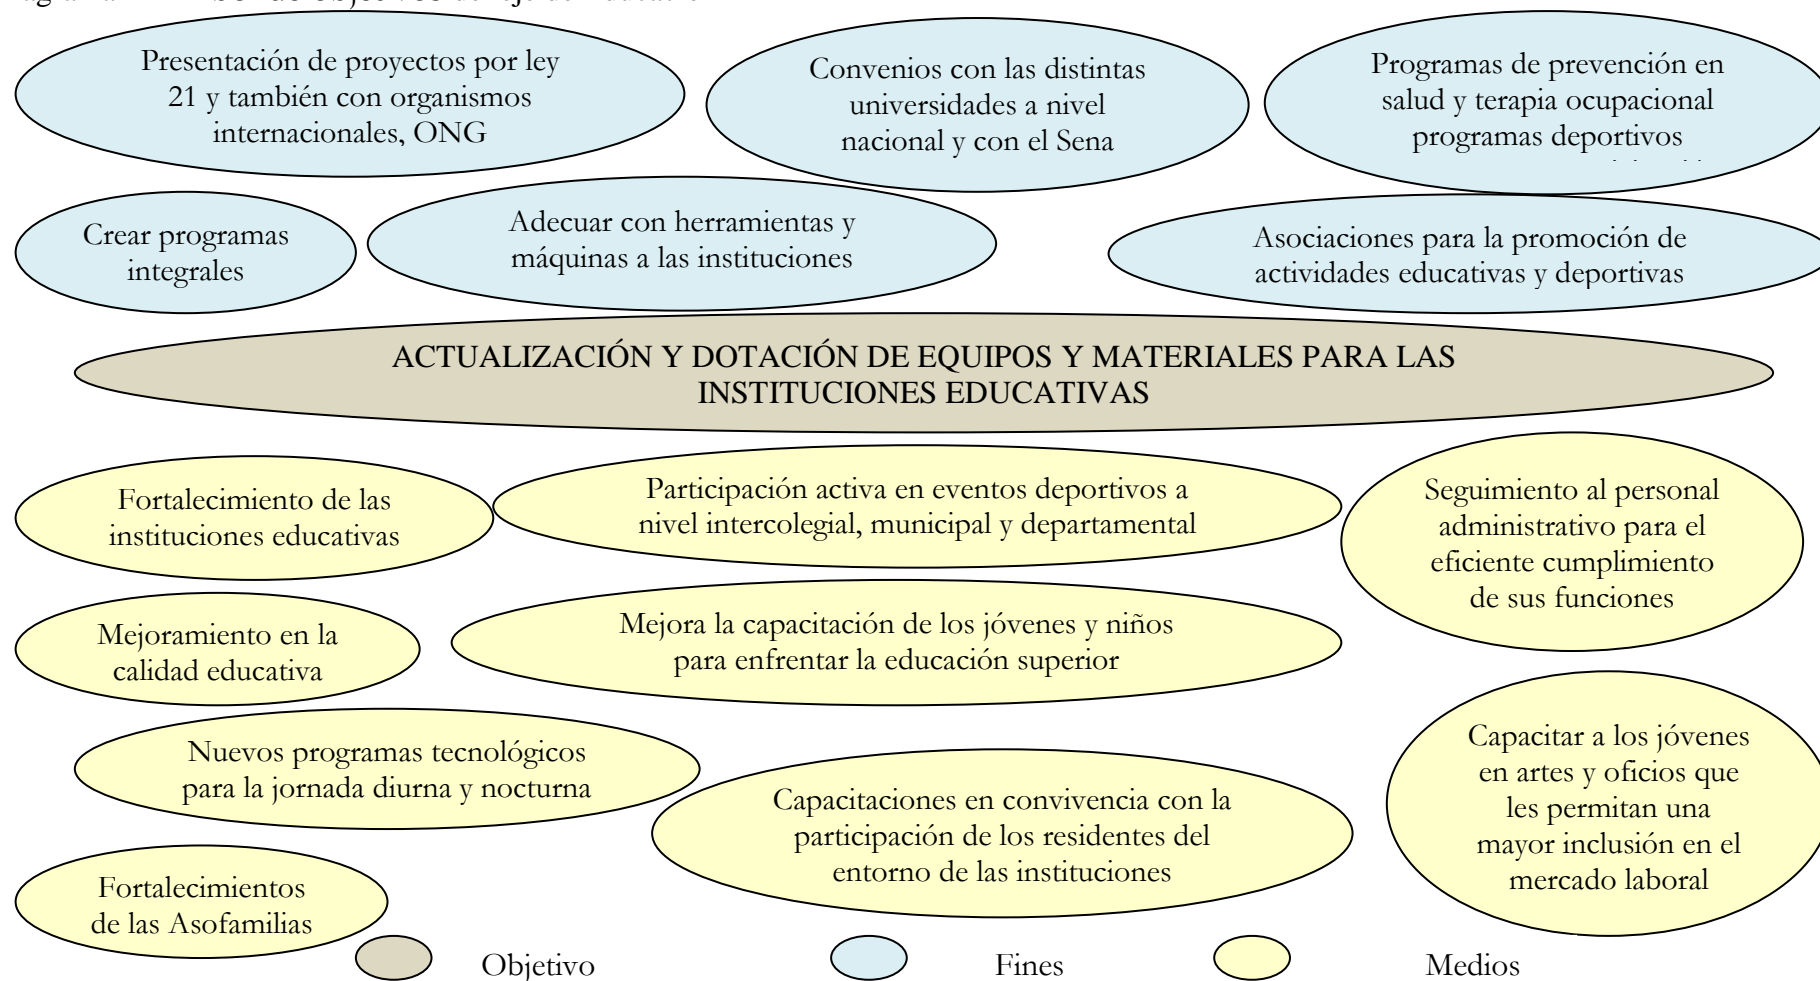 Presentación de proyectos por ley
21 y también con organismos
internacionales, ONG
Convenios con las distintas
universidades a nivel
nacional y con el Sena
Programas de prevención en
salud y terapia ocupacional
programas deportivos
Crear programas
integrales
Adecuar con herramientas y
máquinas a las instituciones
Asociaciones para la promoción de
actividades educativas y deportivas
ACTUALIZACIÓN Y DOTACIÓN DE EQUIPOS Y MATERIALES PARA LAS
INSTITUCIONES EDUCATIVAS
Fortalecimiento de las
instituciones educativas
Participación activa en eventos deportivos a
nivel intercolegial, municipal y departamental
Seguimiento al personal
administrativo para el
eficiente cumplimiento
de sus funciones
Mejoramiento en la
calidad educativa
Mejora la capacitación de los jóvenes y niños
para enfrentar la educación superior
Nuevos programas tecnológicos
para la jornada diurna y nocturna
Capacitaciones en convivencia con la
participación de los residentes del
entorno de las instituciones
Capacitar a los jóvenes
en artes y oficios que
les permitan una
mayor inclusión en el
mercado laboral
Fortalecimientos
de las Asofamilias
Objetivo
Fines
Medios